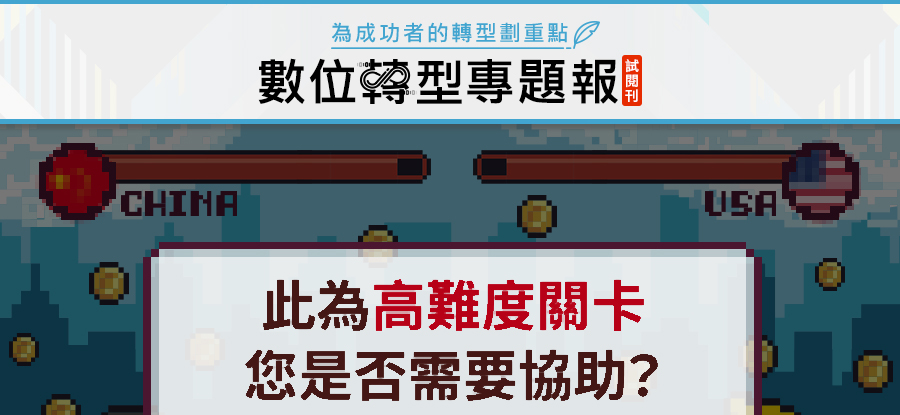 為成功者的轉型劃重點
數位轉型專題報
試閱刊
CHINA
USA
此為高難度關卡
您是否需要協助?